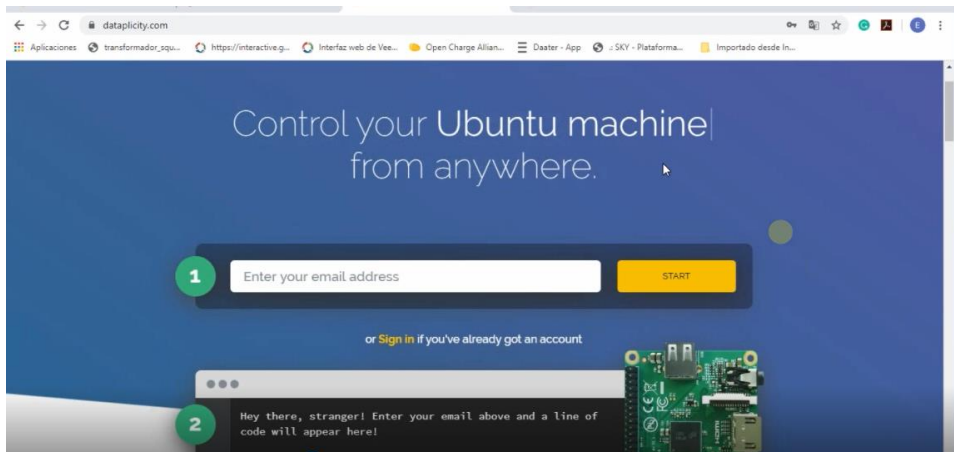 dataplicity.com
Aplicaciones
transformador_squ...
https://interactive.g...
Interfaz web de Vee...
Open Charge Allian...
Daater - App
.: SKY - Plataforma...
Importado desde In...
E
Control your Ubuntu machine
from anywhere.
1
Enter your email address
START
or Sign in if you've already got an account
2
Hey there, stranger! Enter your email above and a line of
code will appear here!